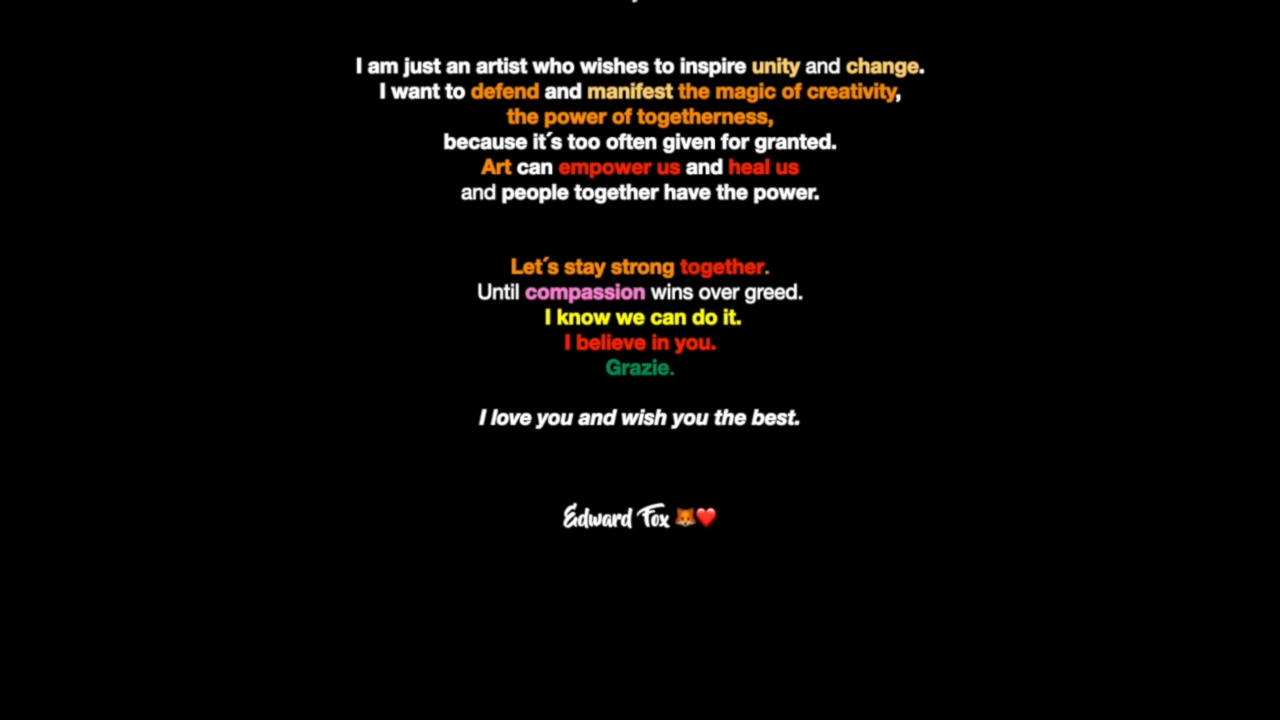 I am just an artist who wishes to inspire unity and change.
I want to defend and manifest the magic of creativity,
the power of togetherness,
because it´s too often given for granted.
Art can empower us and heal us
and people together have the power.
Let´s stay strong together.
Until compassion wins over greed.
I know we can do it.
I believe in you.
Grazie.
I love you and wish you the best.
Edward Fox 🦊❤️